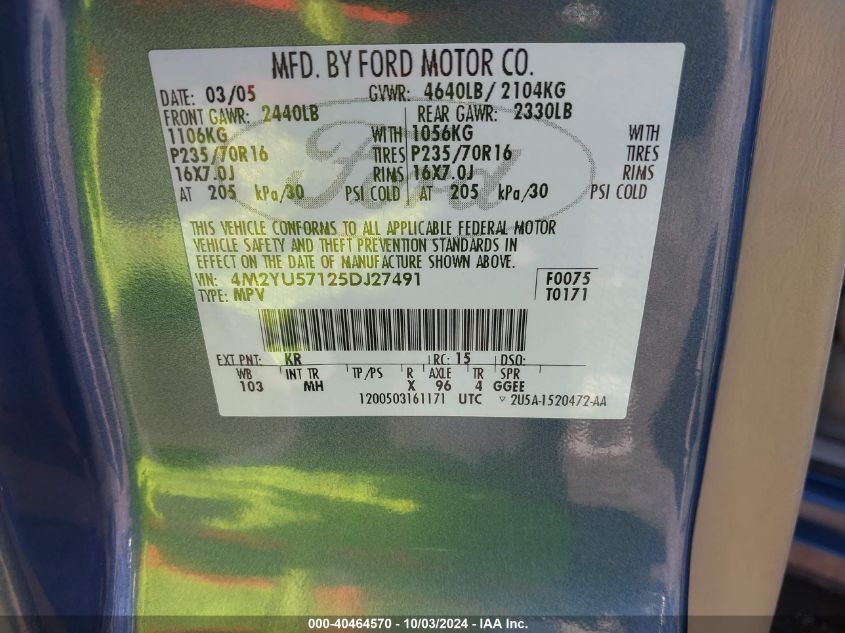 MFD. BY FORD MOTOR CO.
DATE: 03/05 GVWR: 4640LB/ 2104KG
FRONT GAWR: 2440LB REAR GAWR: 2330LB
1106KG WITH 1056KG WITH
P235/70R16 TIRES P235/70R16 TIRES
16X7.0J RIMS 16X7.0J RIMS
AT 205 kPa/30 PSI COLD AT 205 kPa/30 PSI COLD
Ford
THIS VEHICLE CONFORMS TO ALL APPLICABLE FEDERAL MOTOR
VEHICLE SAFETY AND THEFT PREVENTION STANDARDS IN
EFFECT ON THE DATE OF MANUFACTURE SHOWN ABOVE.
VIN: 4M2YU57125DJ27491 F0075
TYPE: MPV T0171
EXT PNT: KR RC: 15 DSO:
WB INT TR TP/PS R AXLE TR SPR
103 MH X 96 4 GGEE
1200503161171 UTC ▽ 2U5A-1520472-AA
000-40464570 - 10/03/2024 - IAA Inc.